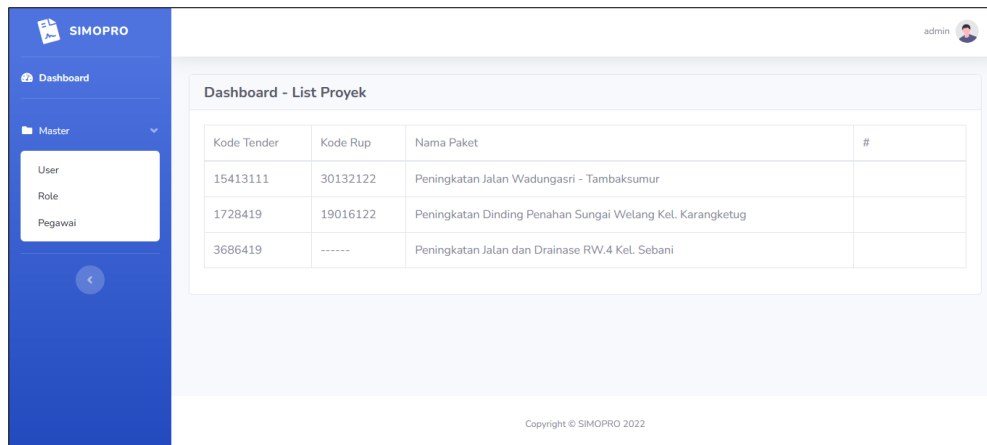 SIMOPRO
admin
Dashboard
Dashboard - List Proyek
Master
User
Role
Pegawai
Kode Tender Kode Rup Nama Paket #
15413111 30132122 Peningkatan Jalan Wadungasri - Tambaksumur
1728419 19016122 Peningkatan Dinding Penahan Sungai Welang Kel. Karangketug
3686419 ------ Peningkatan Jalan dan Drainase RW.4 Kel. Sebani
Copyright © SIMOPRO 2022